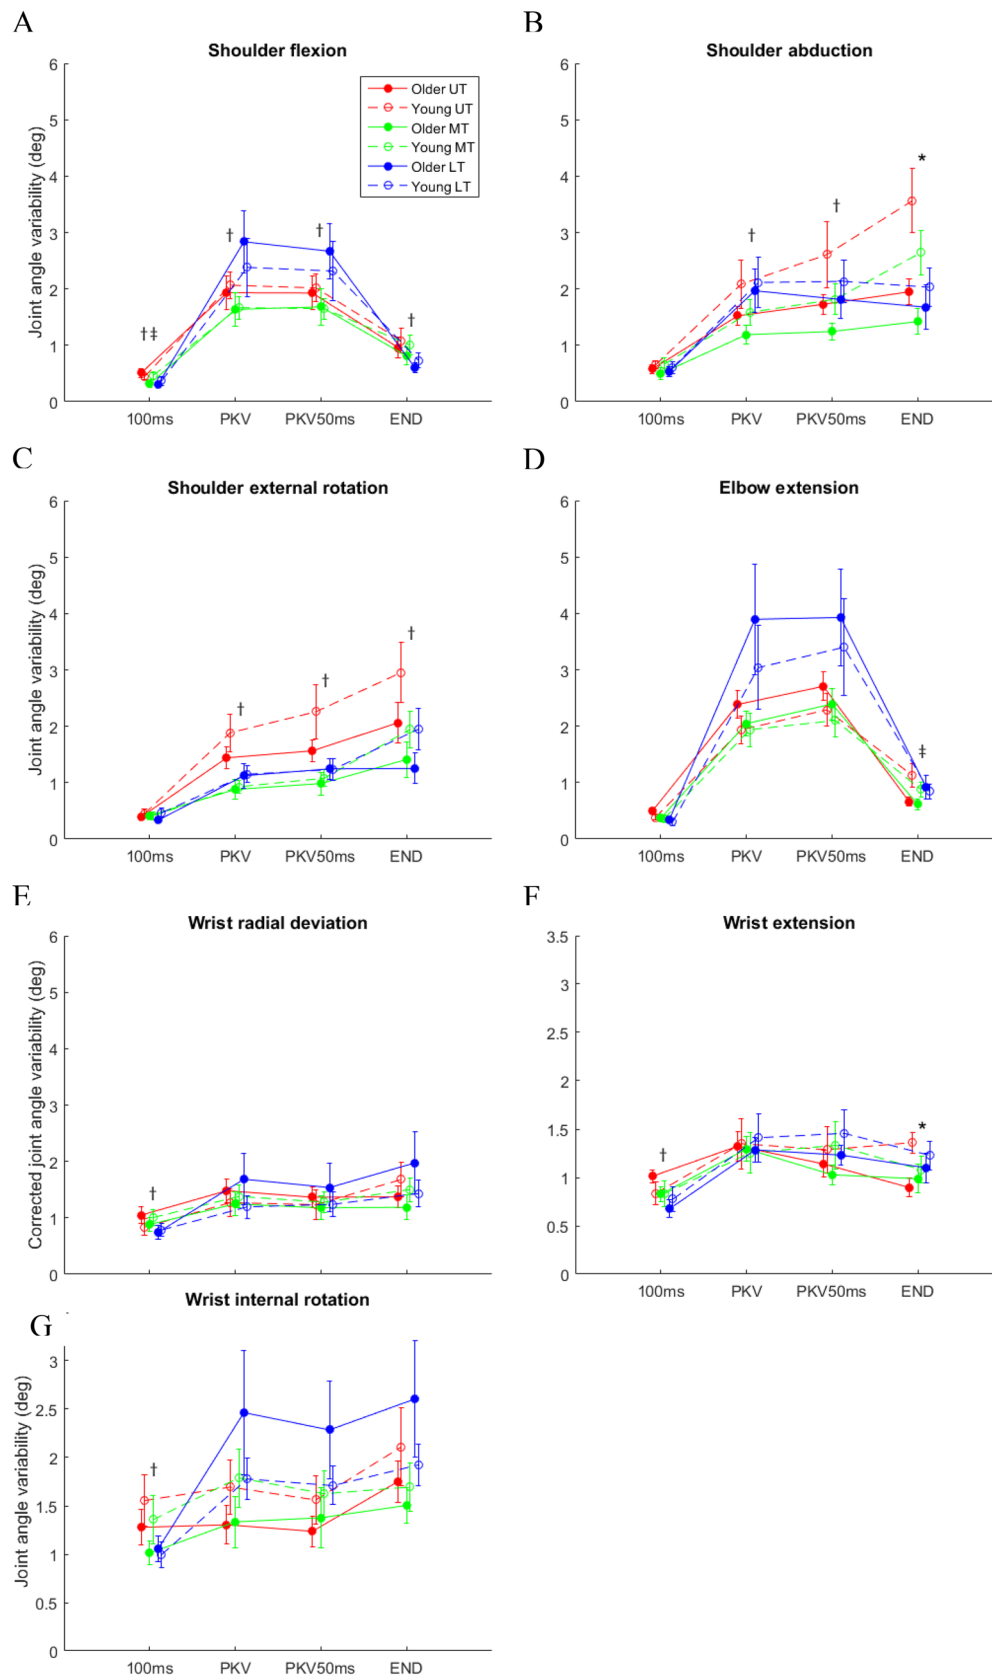 A
B
Shoulder flexion
Shoulder abduction
Older UT
Young UT
Older MT
Young MT
Older LT
Young LT
Joint angle variability (deg)
6
5
4
3
2
1
0
†‡
†
†
†
100ms
PKV
PKV50ms
END
6
5
4
3
2
1
0
†
†
*
100ms
PKV
PKV50ms
END
C
D
Shoulder external rotation
Elbow extension
Joint angle variability (deg)
6
5
4
3
2
1
0
†
†
†
100ms
PKV
PKV50ms
END
6
5
4
3
2
1
0
‡
100ms
PKV
PKV50ms
END
E
F
Wrist radial deviation
Wrist extension
Corrected joint angle variability (deg)
6
5
4
3
2
1
0
†
3.5
3
2.5
2
1.5
1
0.5
0
†
*
100ms
PKV
PKV50ms
END
Wrist internal rotation
G
Joint angle variability (deg)
3
2.5
2
1.5
1
0.5
0
†
100ms
PKV
PKV50ms
END